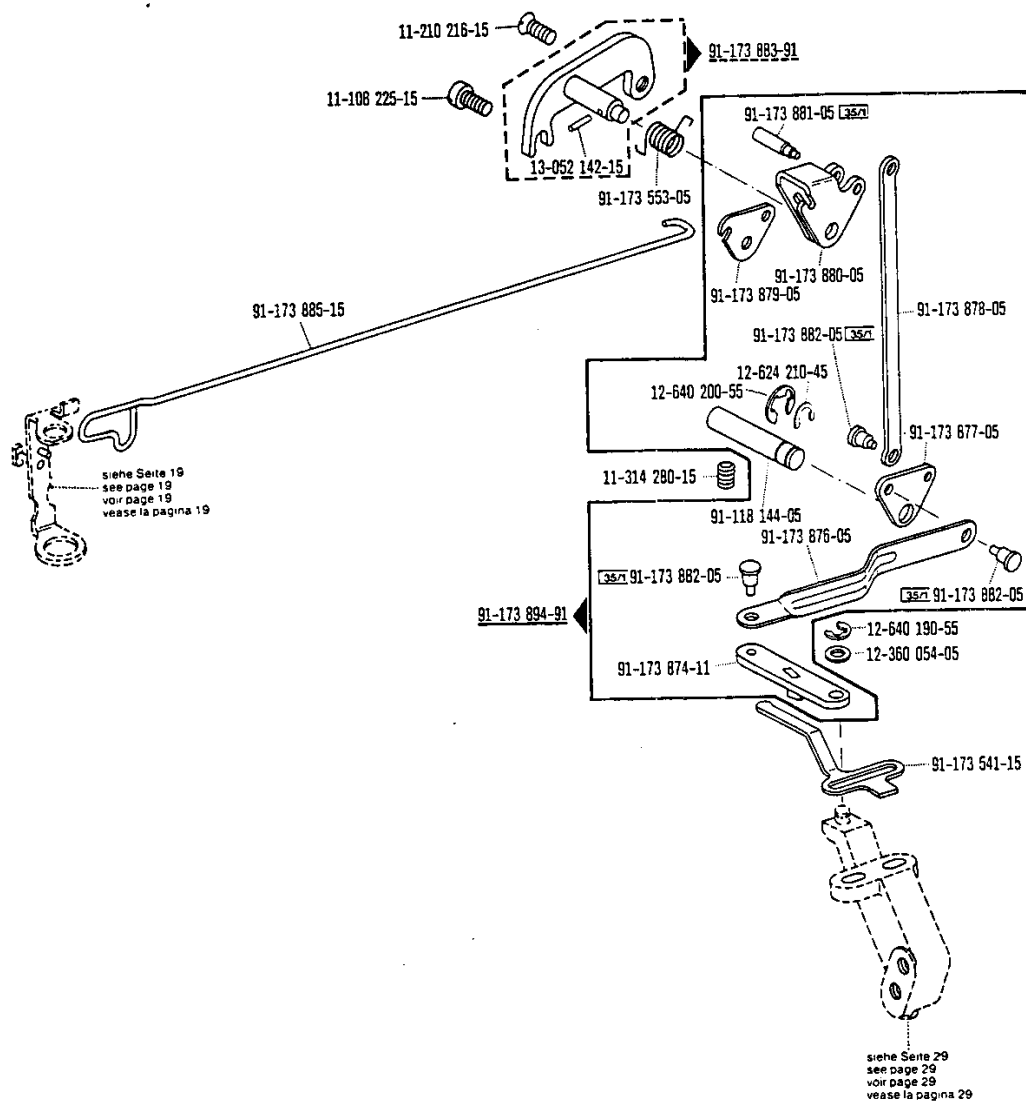 11-210 216-15
91-173 883-91
11-108 225-15
91-173 881-05 35/1
13-052 142-15
91-173 553-05
91-173 880-05
91-173 879-05
91-173 885-15
91-173 878-05
91-173 882-05 35/1
12-624 210-45
12-640 200-55
91-173 877-05
siehe Seite 19
see page 19
voir page 19
vease la pagina 19
11-314 280-15
91-118 144-05
91-173 876-05
35/1 91-173 882-05
35/1 91-173 882-05
91-173 894-91
12-640 190-55
12-360 054-05
91-173 874-11
91-173 541-15
siehe Seite 29
see page 29
voir page 29
vease la pagina 29